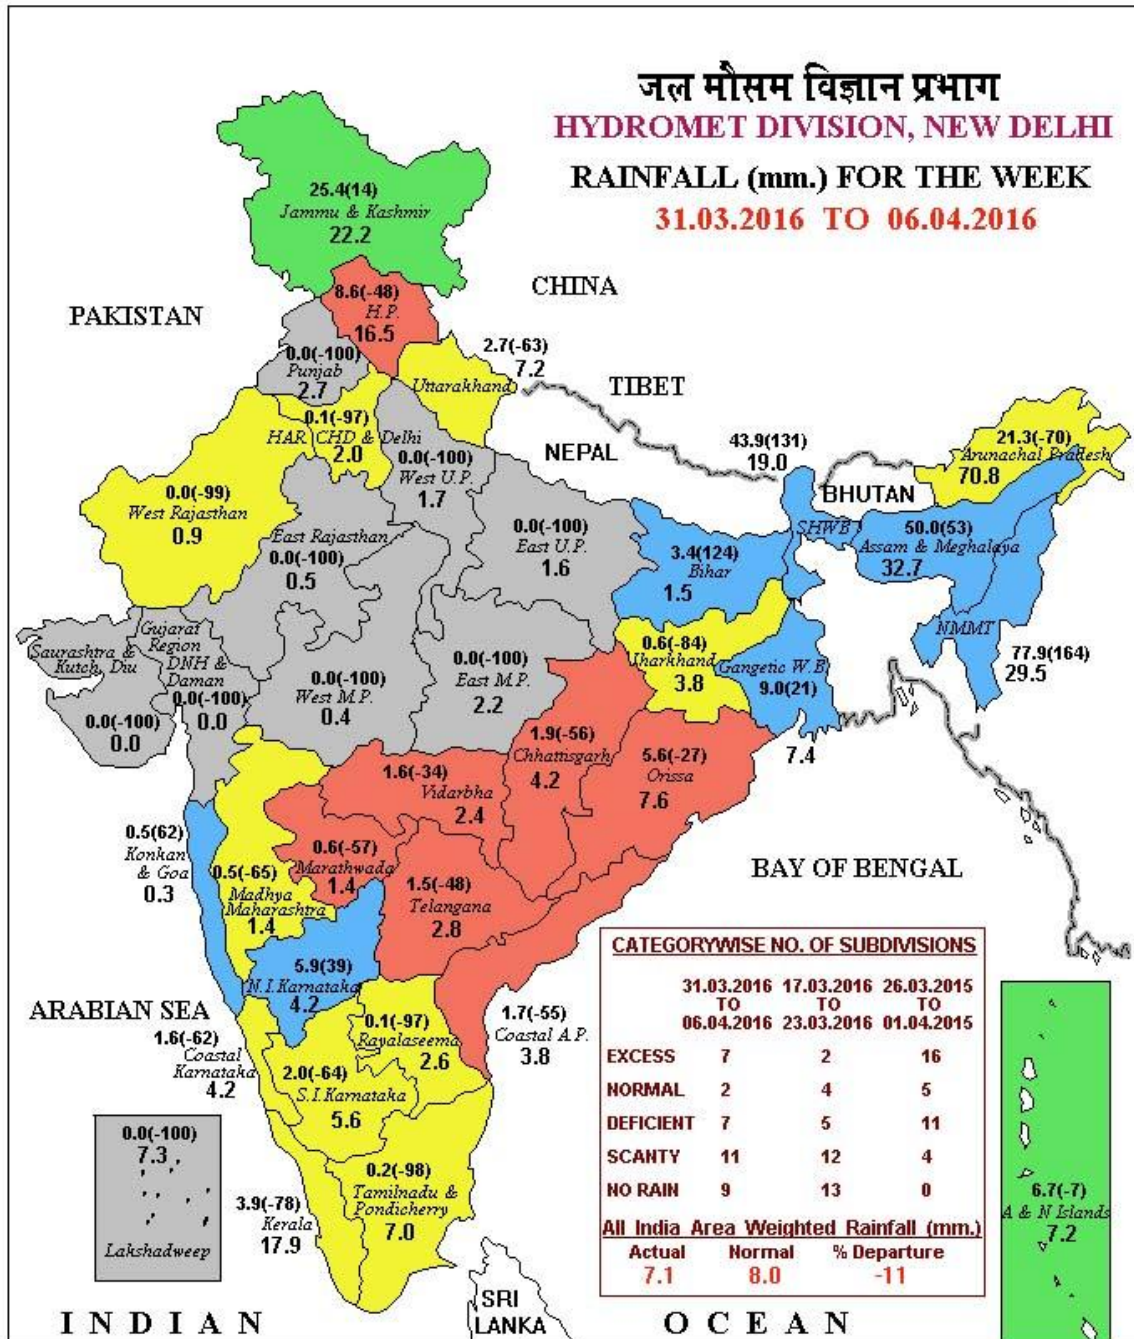 जल मौसम विज्ञान प्रभाग
HYDROMET DIVISION, NEW DELHI
RAINFALL (mm.) FOR THE WEEK
31.03.2016 TO 06.04.2016
25.4(14)
Jammu & Kashmir
22.2
CHINA
PAKISTAN
8.6(-48)
H.P.
16.5
0.0(-100)
Punjab
2.7
2.7(-63)
7.2
Uttarakhand
TIBET
0.1(-97)
HAR CHD & Delhi
2.0
NEPAL
43.9(131)
19.0
21.3(-70)
Arunachal Pradesh
70.8
BHUTAN
0.0(-100)
West U.P.
1.7
0.0(-99)
West Rajasthan
0.9
East Rajasthan
0.0(-100)
0.5
0.0(-100)
East U.P.
1.6
3.4(124)
Bihar
1.5
SHWB
50.0(53)
Assam & Meghalaya
32.7
NMMT
77.9(164)
29.5
Saurashtra &
Kutch, Diu
0.0(-100)
0.0
Gujarat
Region
DNH &
Daman
0.0(-100)
0.0
0.0(-100)
West M.P.
0.4
0.0(-100)
East M.P.
2.2
0.6(-84)
Jharkhand
3.8
Gangetic W.B.
9.0(21)
7.4
1.9(-56)
Chhattisgarh
4.2
5.6(-27)
Orissa
7.6
1.6(-34)
Vidarbha
2.4
0.5(62)
Konkan
& Goa
0.3
0.5(-65)
Madhya
Maharashtra
1.4
0.6(-57)
Marathwada
1.4
1.5(-48)
Telangana
2.8
BAY OF BENGAL
5.9(39)
N.I.Karnataka
4.2
ARABIAN SEA
1.6(-62)
Coastal
Karnataka
4.2
0.1(-97)
Rayalaseema
2.6
1.7(-55)
Coastal A.P.
3.8
2.0(-64)
S.I.Karnataka
5.6
0.0(-100)
7.3
Lakshadweep
3.9(-78)
Kerala
17.9
0.2(-98)
Tamilnadu &
Pondicherry
7.0
CATEGORYWISE NO. OF SUBDIVISIONS
31.03.2016 17.03.2016 26.03.2015
TO TO TO
06.04.2016 23.03.2016 01.04.2015
EXCESS 7 2 16
NORMAL 2 4 5
DEFICIENT 7 5 11
SCANTY 11 12 4
NO RAIN 9 13 0
All India Area Weighted Rainfall (mm.)
Actual Normal % Departure
7.1 8.0 -11
6.7(-7)
A & N Islands
7.2
SRI
LANKA
INDIAN OCEAN